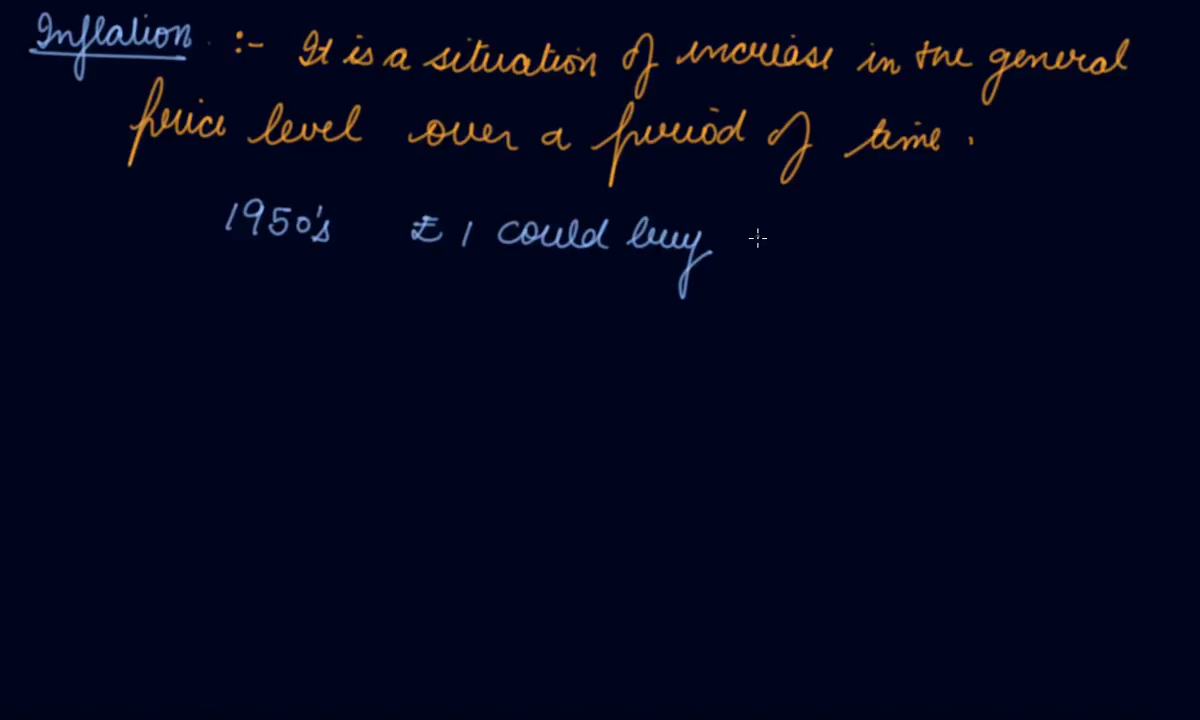 Inflation :- It is a situation of increase in the general
price level over a period of time.
1950's £1 could buy